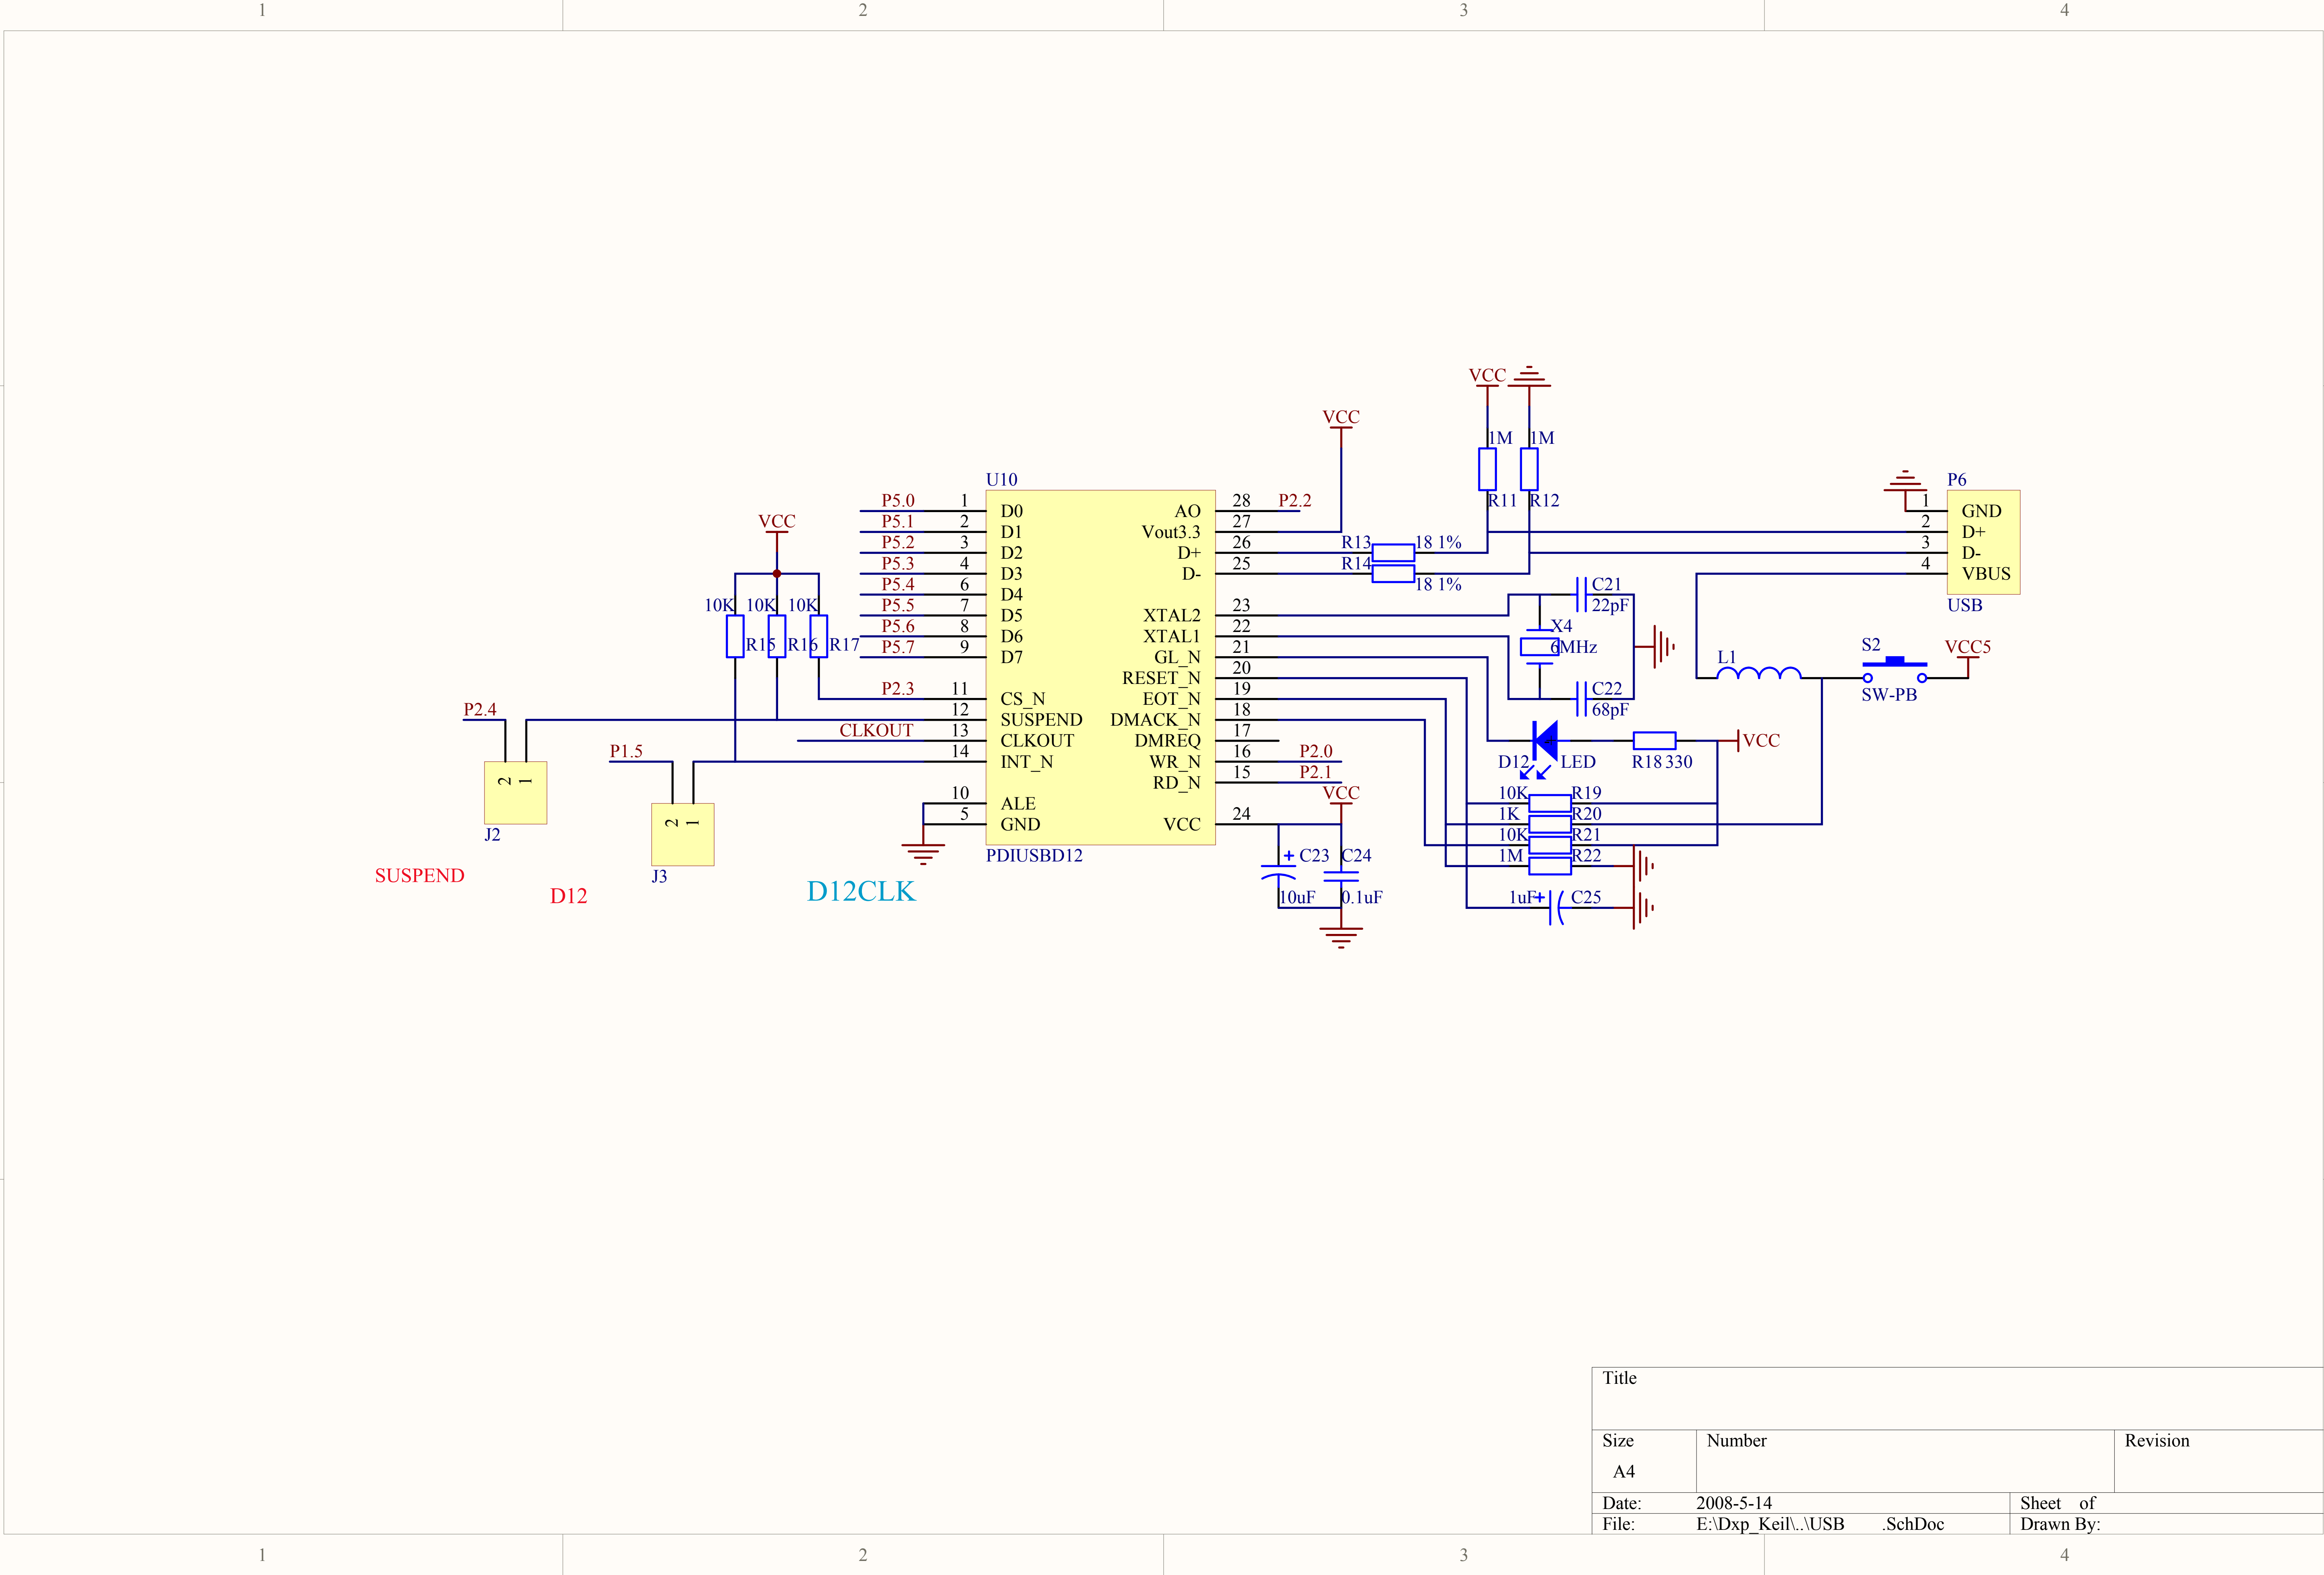 1 2 3 4
VCC
VCC
1M 1M
R11 R12
U10
P5.0 1 D0
P5.1 2 D1
P5.2 3 D2
P5.3 4 D3
P5.4 6 D4
P5.5 7 D5
P5.6 8 D6
P5.7 9 D7
P2.3 11 CS_N
12 SUSPEND
CLKOUT 13 CLKOUT
14 INT_N
10 ALE
5 GND
AO 28 P2.2
Vout3.3 27
D+ 26
D- 25
XTAL2 23
XTAL1 22
GL_N 21
RESET_N 20
EOT_N 19
DMACK_N 18
DMREQ 17
WR_N 16 P2.0
RD_N 15 P2.1
VCC 24
PDIUSBD12
VCC
10K 10K 10K
R15 R16 R17
P2.4
2 1
J2
P1.5
2 1
J3
SUSPEND
D12
D12CLK
R13 18 1%
R14 18 1%
C21
22pF
X4
6MHz
C22
68pF
D12 LED
R18 330
VCC
10K R19
1K R20
10K R21
1M R22
1uF+ C25
VCC
+ C23 C24
10uF 0.1uF
P6
1 GND
2 D+
3 D-
4 VBUS
USB
L1
S2
SW-PB
VCC5
Title
Size Number Revision
A4
Date: 2008-5-14 Sheet of
File: E:\Dxp_Keil\..\USB .SchDoc Drawn By:
1 2 3 4